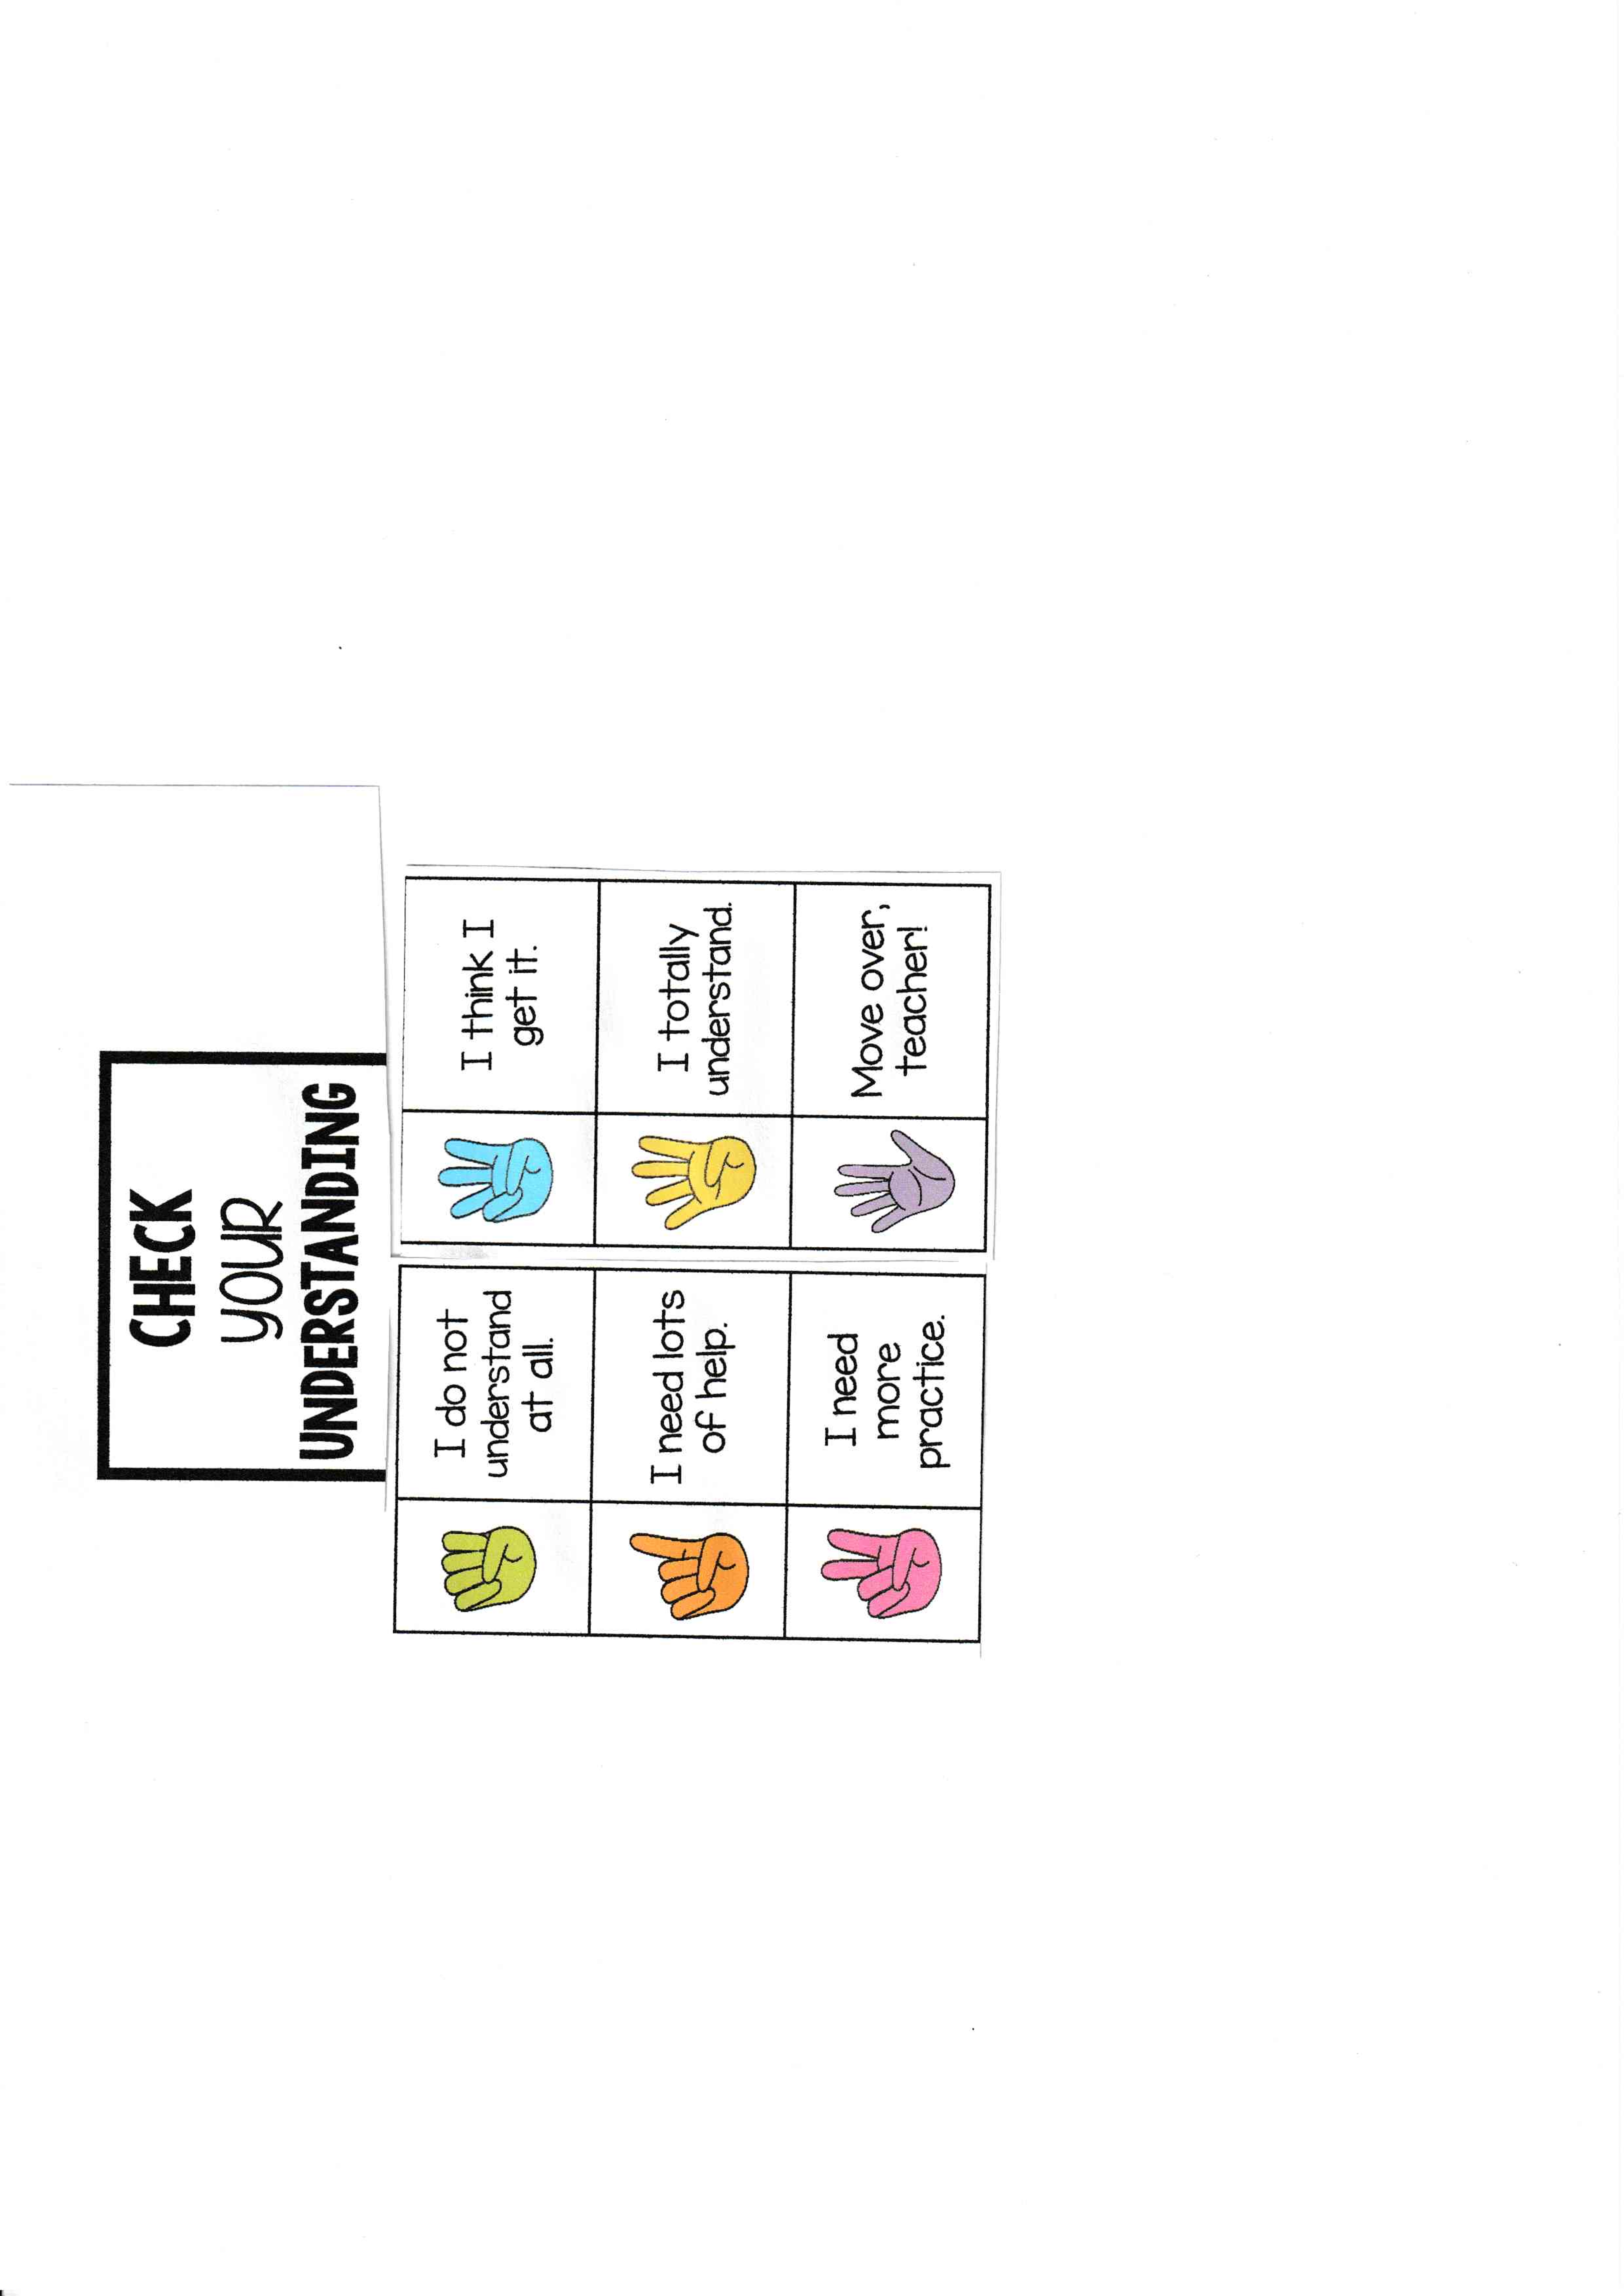 CHECK
YOUR
UNDERSTANDING
I do not
understand
at all.
I need lots
of help.
I need
more
practice.
I think I
get it.
I totally
understand.
Move over,
teacher!